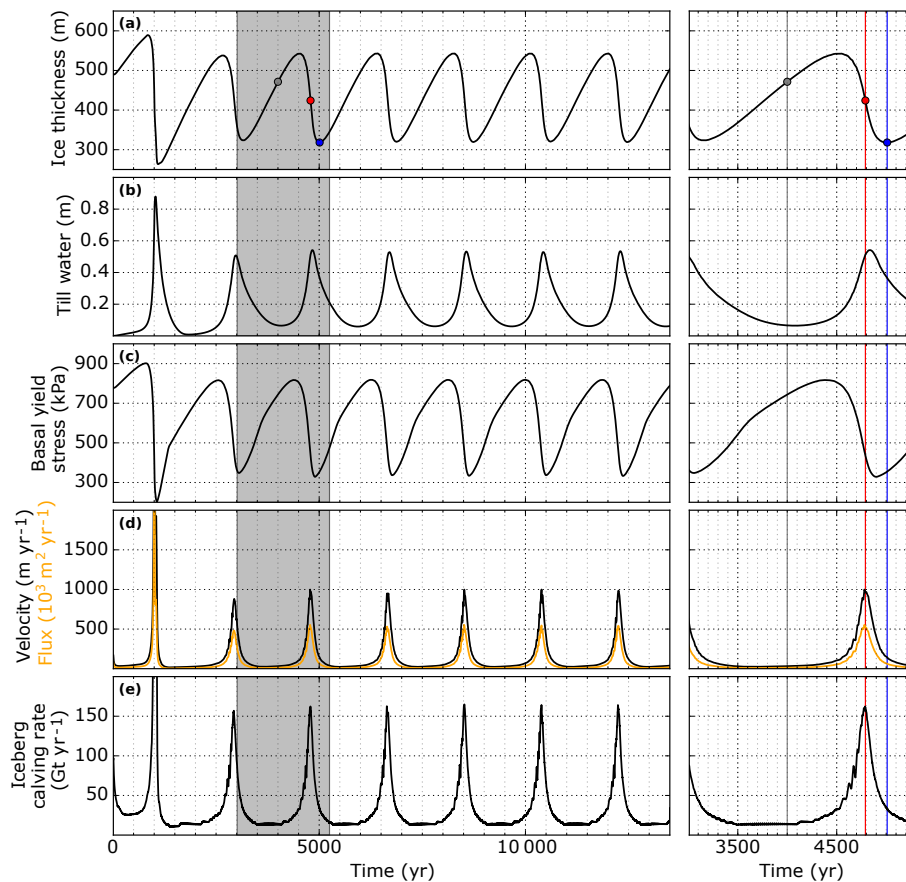 (a)
Ice thickness (m)
600
500
400
300
(b)
Till water (m)
0.8
0.6
0.4
0.2
(c)
Basal yield
stress (kPa)
900
700
500
300
(d)
Velocity (m yr-1)
Flux (10³ m² yr-1)
1500
1000
500
(e)
Iceberg
calving rate
(Gt yr-1)
150
100
50
0 5000 10 000
Time (yr)
3500 4500
Time (yr)